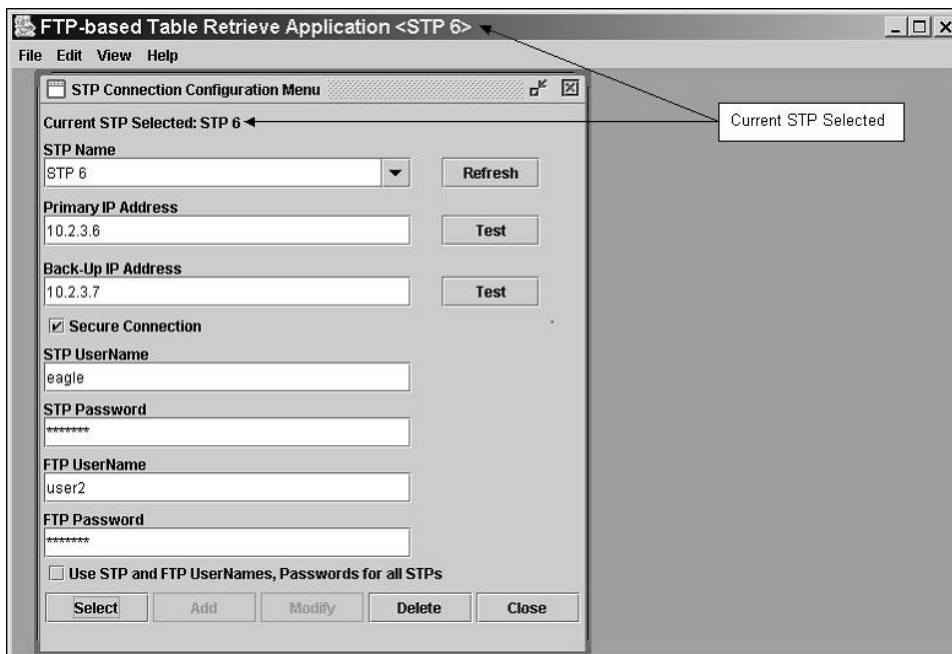 FTP-based Table Retrieve Application <STP 6>
File Edit View Help
STP Connection Configuration Menu
Current STP Selected: STP 6
Current STP Selected
STP Name
STP 6
Refresh
Primary IP Address
10.2.3.6
Test
Back-Up IP Address
10.2.3.7
Test
Secure Connection
STP UserName
eagle
STP Password
*******
FTP UserName
user2
FTP Password
*******
Use STP and FTP UserNames, Passwords for all STPs
Select Add Modify Delete Close